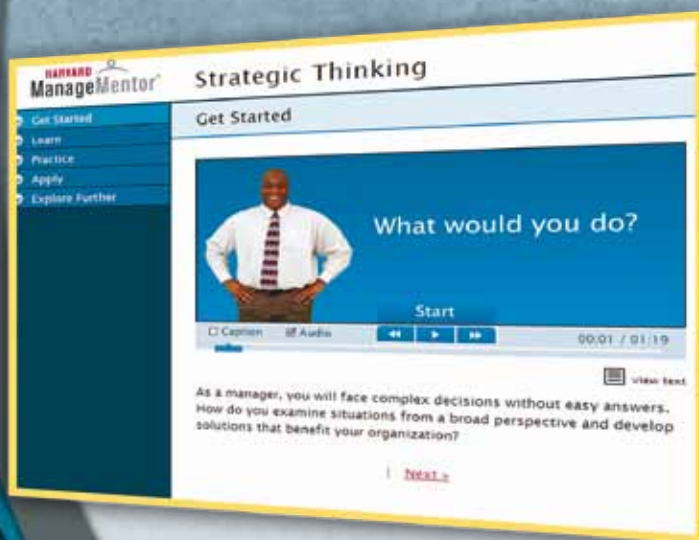 HARVARD
ManageMentor
Strategic Thinking
Get Started
Get Started
Learn
Practice
Apply
Explore Further
What would you do?
Start
Caption Audio 00:01 / 01:19
View text
As a manager, you will face complex decisions without easy answers.
How do you examine situations from a broad perspective and develop
solutions that benefit your organization?
| Next »